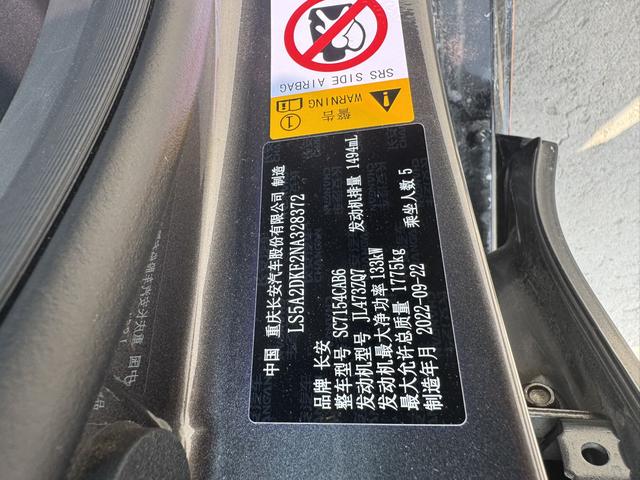 SRS SIDE AIRBAG
WARNING
警告
1
中国 重庆长安汽车股份有限公司 制造
LS5A2DKE2NA328372
品牌 长安
整车型号 SC7154CAB6
发动机型号 JL473ZQ7 发动机排量 1494mL
发动机最大净功率 133kW
最大允许总质量 1775kg 乘坐人数 5
制造年月 2022-09-22